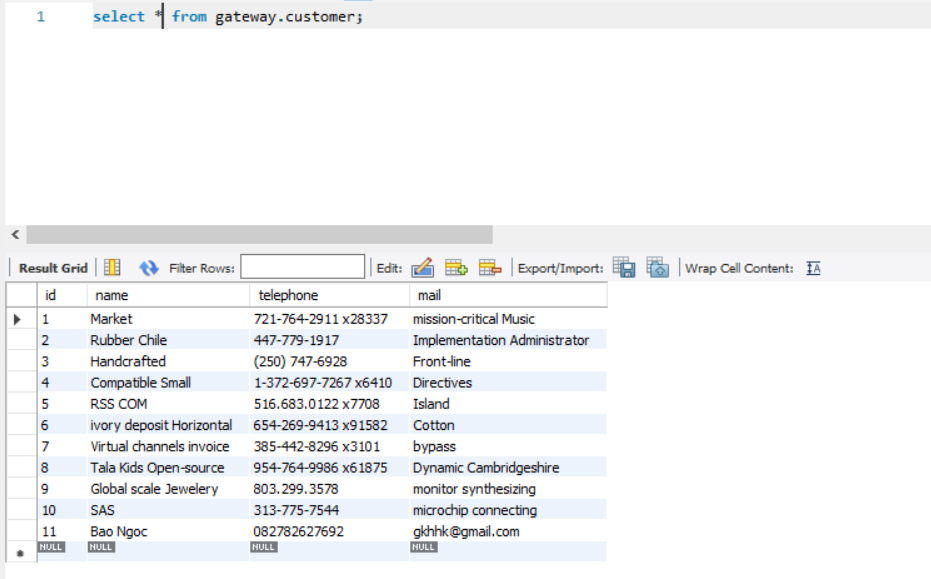 1 select * from gateway.customer;
Result Grid Filter Rows: Edit: Export/Import: Wrap Cell Content: IA
id name telephone mail
1 Market 721-764-2911 x28337 mission-critical Music
2 Rubber Chile 447-779-1917 Implementation Administrator
3 Handcrafted (250) 747-6928 Front-line
4 Compatible Small 1-372-697-7267 x6410 Directives
5 RSS COM 516.683.0122 x7708 Island
6 ivory deposit Horizontal 654-269-9413 x91582 Cotton
7 Virtual channels invoice 385-442-8296 x3101 bypass
8 Tala Kids Open-source 954-764-9986 x61875 Dynamic Cambridgeshire
9 Global scale Jewelery 803.299.3578 monitor synthesizing
10 SAS 313-775-7544 microchip connecting
11 Bao Ngoc 082782627692 gkhhk@gmail.com
NULL NULL NULL NULL